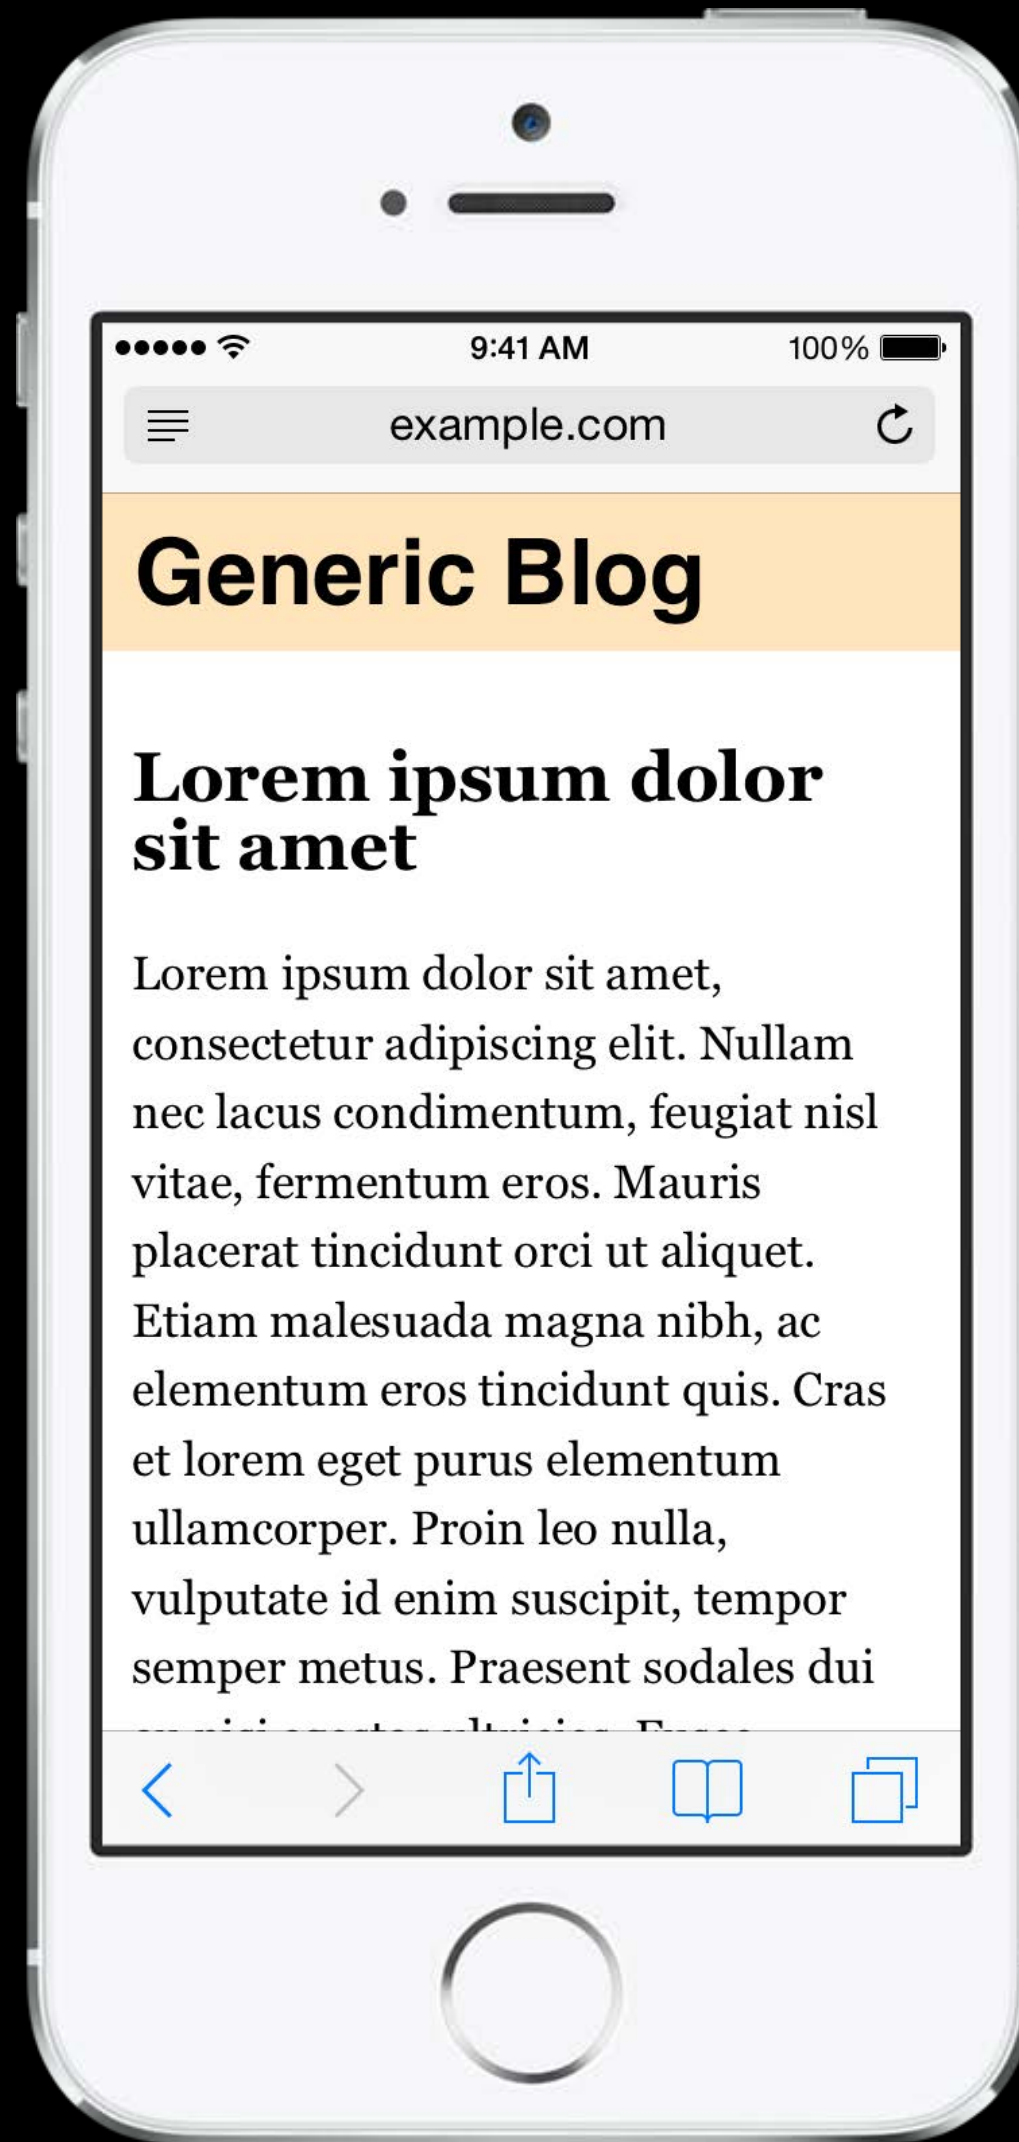 9:41 AM 100%
example.com
Generic Blog
Lorem ipsum dolor
sit amet
Lorem ipsum dolor sit amet,
consectetur adipiscing elit. Nullam
nec lacus condimentum, feugiat nisl
vitae, fermentum eros. Mauris
placerat tincidunt orci ut aliquet.
Etiam malesuada magna nibh, ac
elementum eros tincidunt quis. Cras
et lorem eget purus elementum
ullamcorper. Proin leo nulla,
vulputate id enim suscipit, tempor
semper metus. Praesent sodales dui